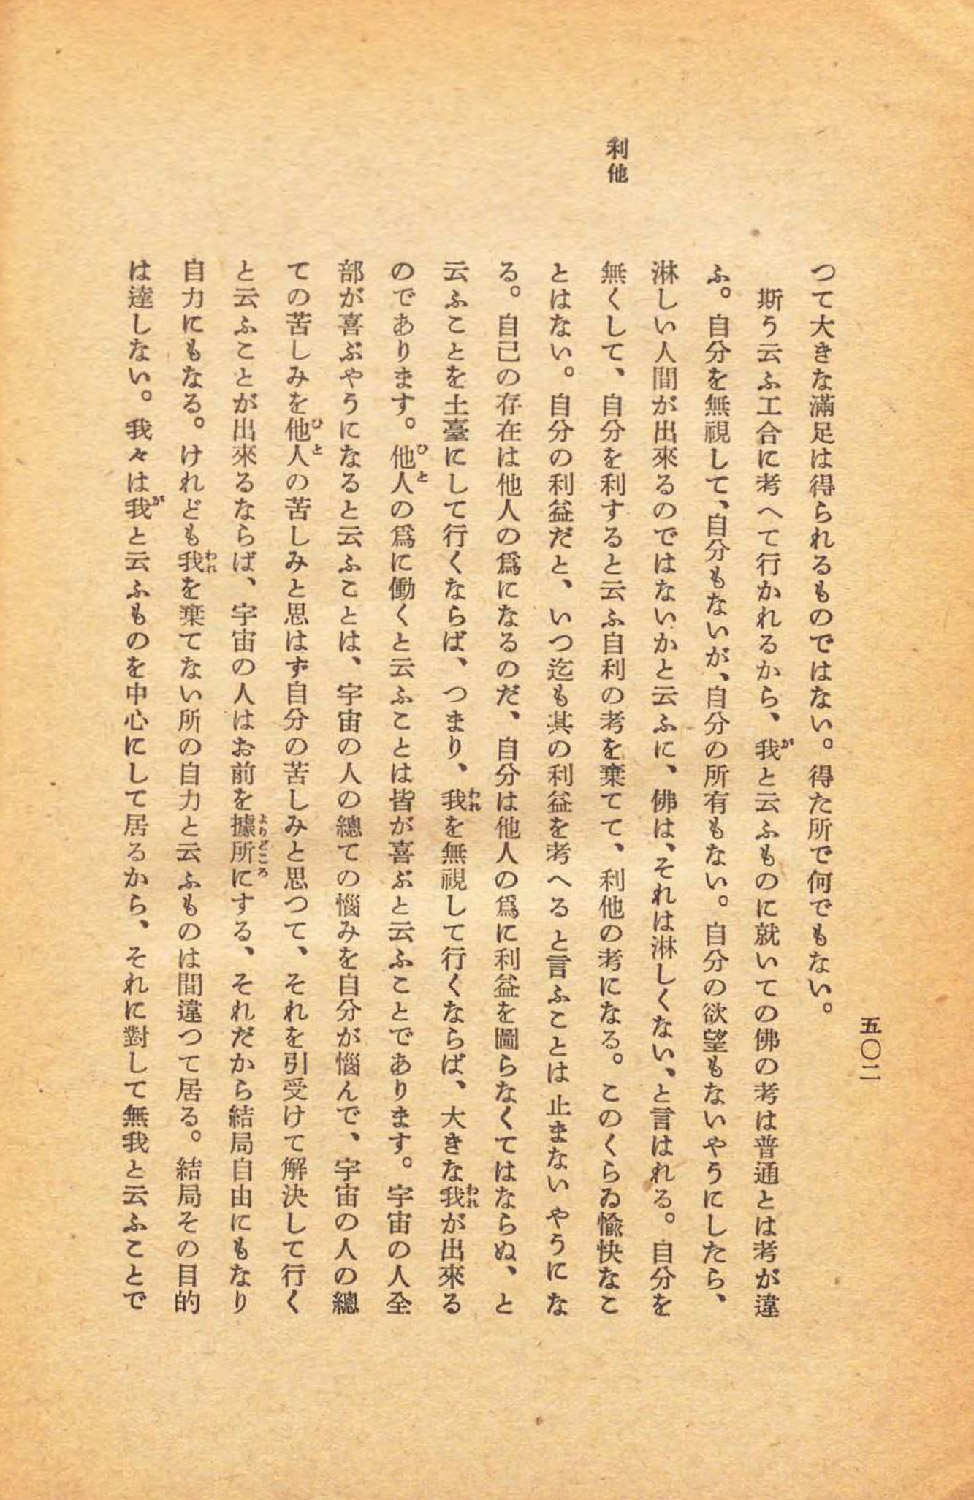 五〇二
つて大きな滿足は得られるものではない。得た所で何でもない。
斯う云ふ工合に考へて行かれるから、我と云ふものに就いての佛の考は普通とは考が違
ふ。自分を無視して、自分もないが、自分の所有もない。自分の欲望もないやうにしたら、
淋しい人間が出來るのではないかと云ふに、佛は、それは淋しくない、と言はれる。自分を
利他
無くして、自分を利すると云ふ自利の考を棄てて、利他の考になる。このくらゐ愉快なこ
とはない。自分の利益だと、いつ迄も其の利益を考へると言ふことは止まないやうにな
る。自己の存在は他人の爲になるのだ、自分は他人の爲に利益を圖らなくてはならぬ、と
云ふことを土臺にして行くならば、つまり、我を無視して行くならば、大きな我が出來る
のであります。他人の爲に働くと云ふことは皆が喜ぶと云ふことであります。宇宙の人全
部が喜ぶやうになると云ふことは、宇宙の人の總ての惱みを自分が惱んで、宇宙の人の總
ての苦しみを他人の苦しみと思はず自分の苦しみと思つて、それを引受けて解決して行く
と云ふことが出來るならば、宇宙の人はお前を據所にする、それだから結局自由にもなり
自力にもなる。けれども我を棄てない所の自力と云ふものは間違つて居る。結局その目的
は達しない。我々は我と云ふものを中心にして居るから、それに對して無我と云ふことで